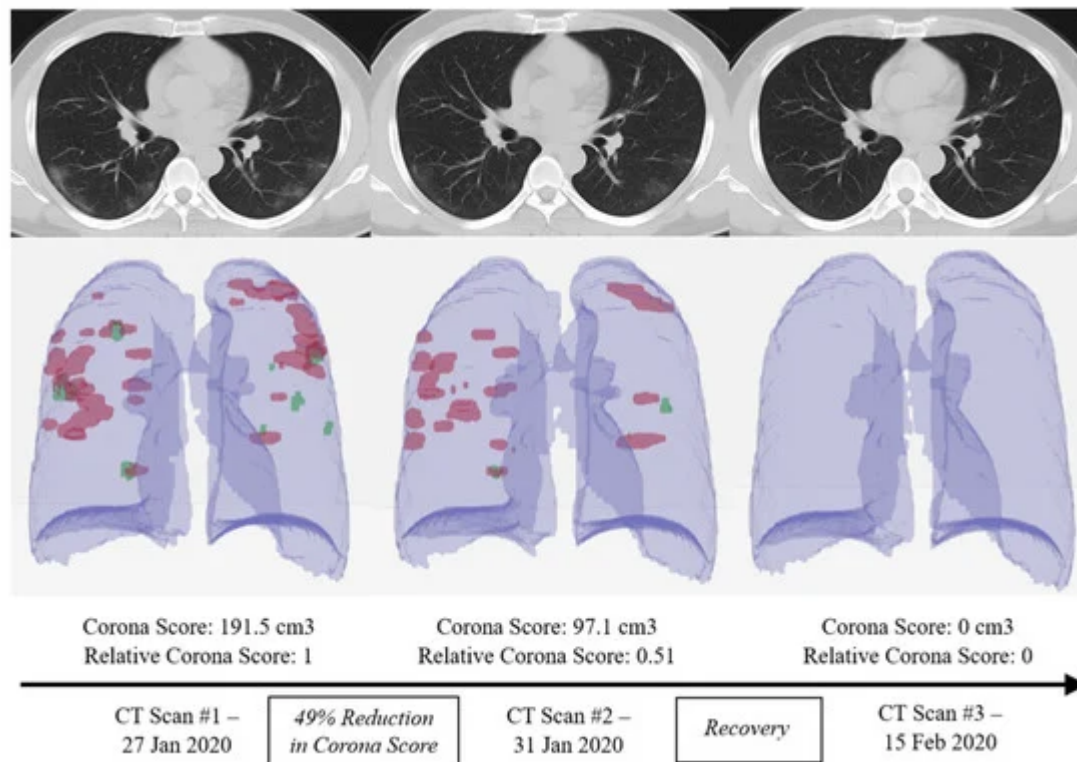 Corona Score: 191.5 cm3
Relative Corona Score: 1
Corona Score: 97.1 cm3
Relative Corona Score: 0.51
Corona Score: 0 cm3
Relative Corona Score: 0
CT Scan #1 –
27 Jan 2020
49% Reduction
in Corona Score
CT Scan #2 –
31 Jan 2020
Recovery
CT Scan #3 –
15 Feb 2020